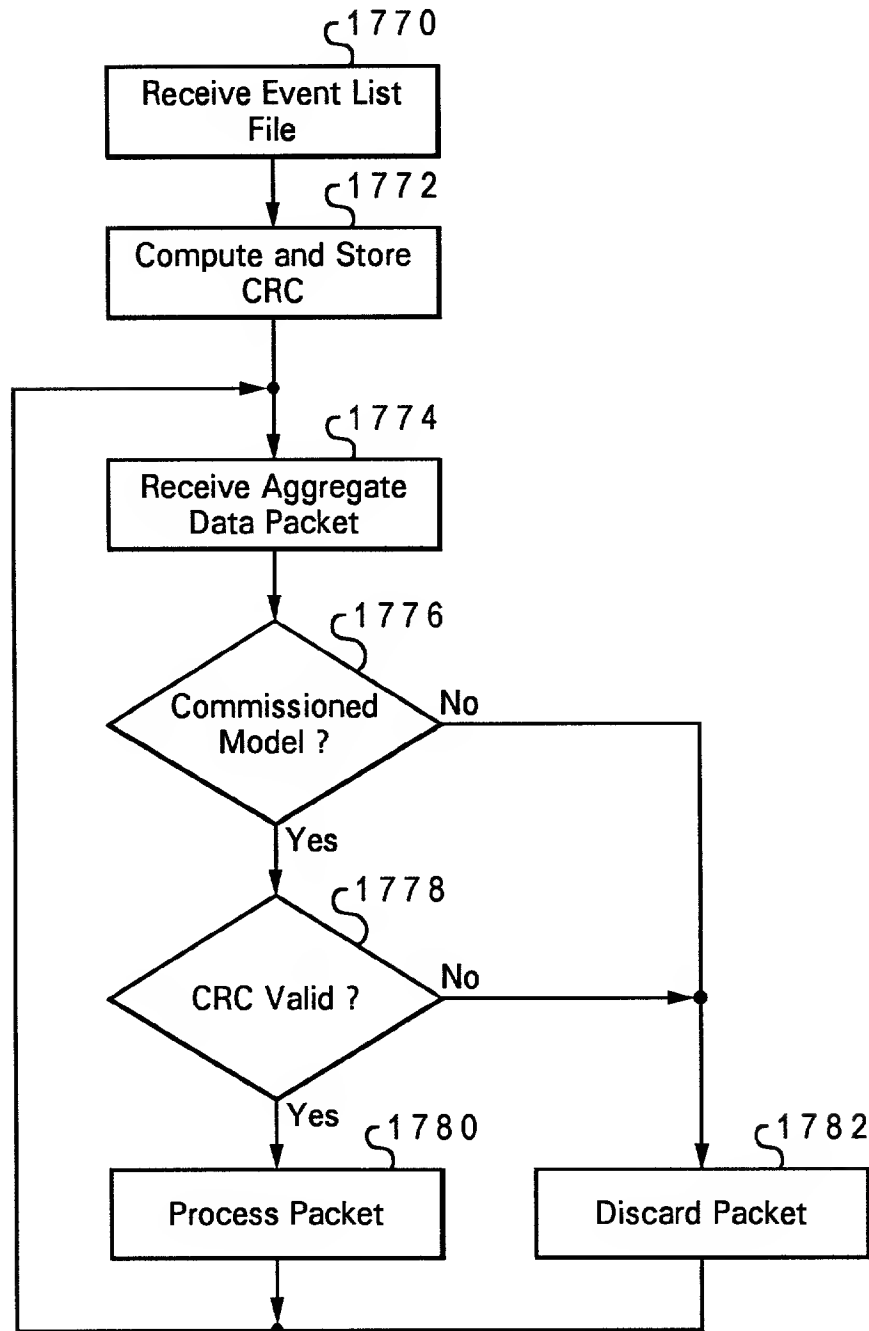 1770
Receive Event List
File
1772
Compute and Store
CRC
1774
Receive Aggregate
Data Packet
1776
Commissioned
Model ?
No
Yes
1778
CRC Valid ?
No
Yes
1780
Process Packet
1782
Discard Packet